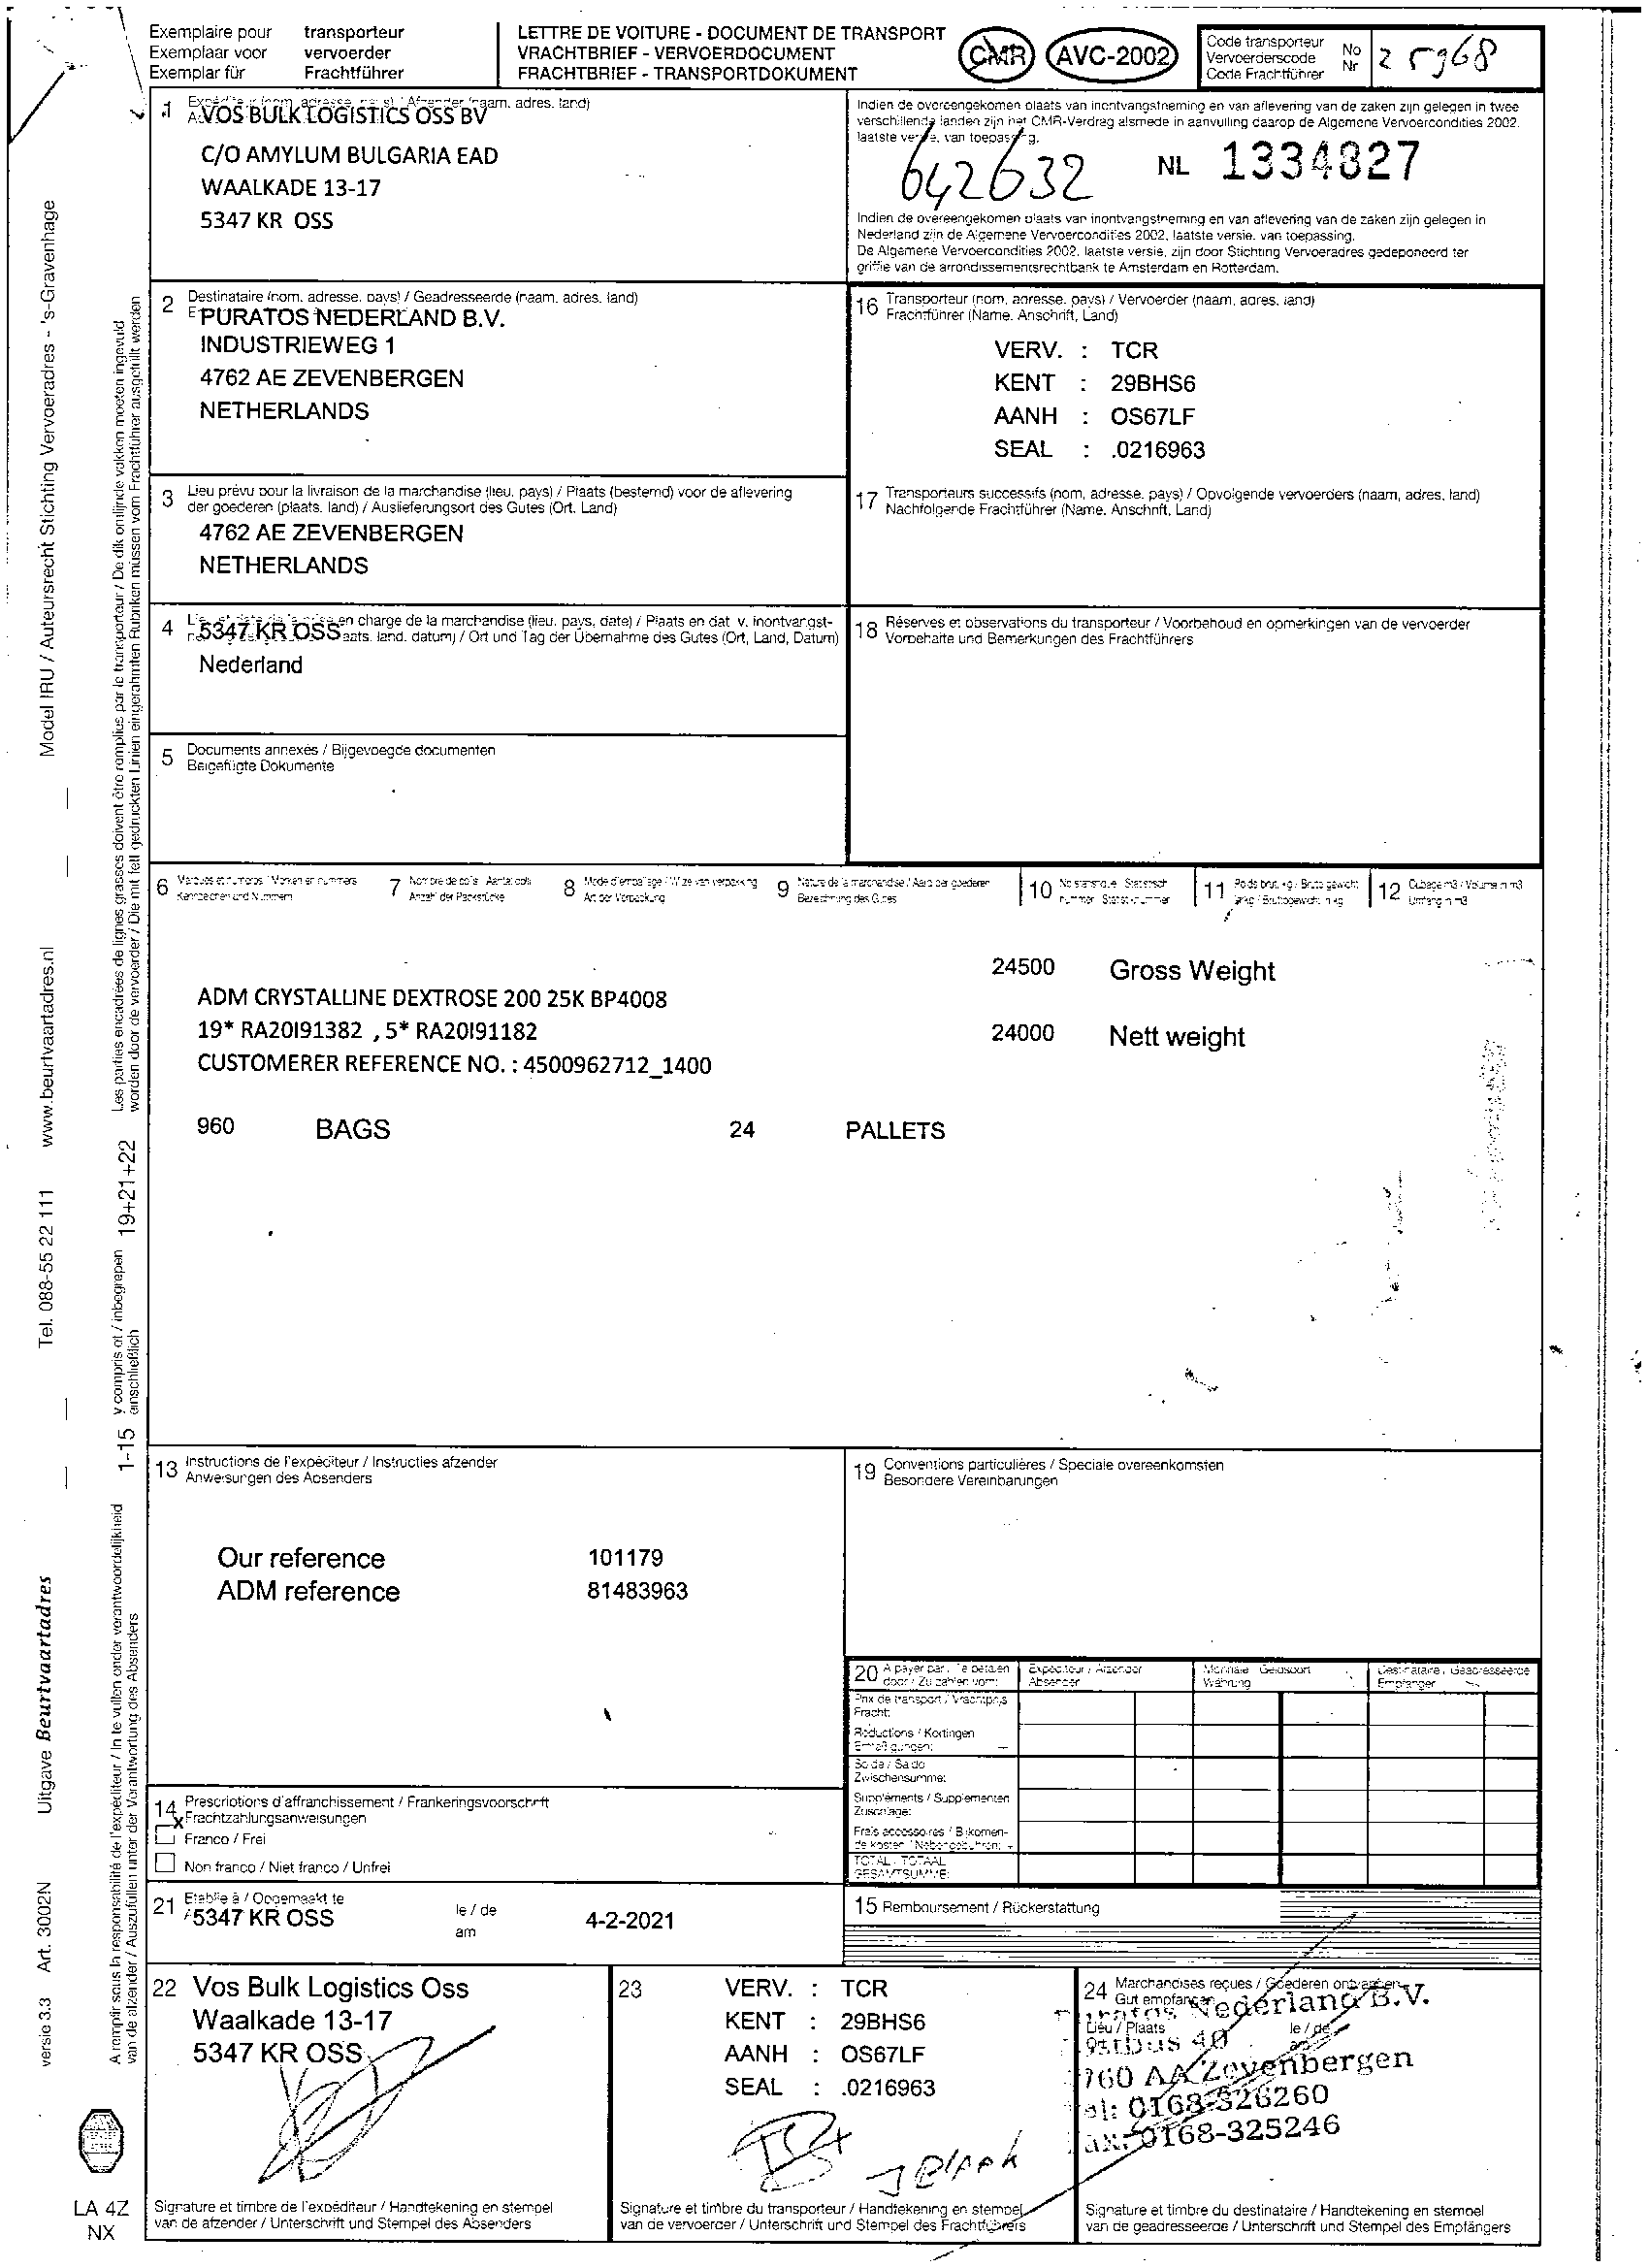 Exemplaire pour transporteur
Exemplaar voor vervoerder
Exemplar für Frachtführer
LETTRE DE VOITURE - DOCUMENT DE TRANSPORT
VRACHTBRIEF - VERVOERDOCUMENT
FRACHTBRIEF - TRANSPORTDOKUMENT
CMR AVC-2002
Code transporteur
Vervoerderscode
Code Frachtführer
No
Nr
1
VOS BULK LOGISTICS OSS BV
C/O AMYLUM BULGARIA EAD
WAALKADE 13-17
5347 KR OSS
Indien de overeengekomen plaats van inontvangstneming en van aflevering van de zaken zijn gelegen in twee
verschillende landen zijn het CMR-Verdrag alsmede in aanvulling daarop de Algemene Vervoercondities 2002.
laatste versie, van toepassing.
642632
NL 1334827
Indien de overeengekomen plaats van inontvangstneming en van aflevering van de zaken zijn gelegen in
Nederland zijn de Algemene Vervoercondities 2002, laatste versie, van toepassing.
De Algemene Vervoercondities 2002, laatste versie, zijn door Stichting Vervoeradres gedeponeerd ter
griffie van de arrondissementsrechtbank te Amsterdam en Rotterdam.
2 Destinataire (nom, adresse, pays) / Geadresseerde (naam, adres, land)
PURATOS NEDERLAND B.V.
INDUSTRIEWEG 1
4762 AE ZEVENBERGEN
NETHERLANDS
16 Transporteur (nom, adresse, pays) / Vervoerder (naam, adres, land)
Frachtführer (Name, Anschrift, Land)
VERV. : TCR
KENT : 29BHS6
AANH : OS67LF
SEAL : .0216963
3 Lieu prévu pour la livraison de la marchandise (lieu, pays) / Plaats (bestemd) voor de aflevering
der goederen (plaats, land) / Auslieferungsort des Gutes (Ort, Land)
4762 AE ZEVENBERGEN
NETHERLANDS
17 Transporteurs successifs (nom, adresse, pays) / Opvolgende vervoerders (naam, adres, land)
Nachfolgende Frachtführer (Name, Anschrift, Land)
4 en charge de la marchandise (lieu, pays, date) / Plaats en dat. v. inontvangst-
5347 KR OSS land, datum) / Ort und Tag der Übernahme des Gutes (Ort, Land, Datum)
Nederland
18 Réserves et observations du transporteur / Voorbehoud en opmerkingen van de vervoerder
Vorbehalte und Bemerkungen des Frachtführers
5 Documents annexés / Bijgevoegde documenten
Beigefügte Dokumente
6 Marques et numéros / Merken en nummers
Kennzeichen und Nummern
7 Nombre de colis / Aantal colli
Anzahl der Packstücke
8 Mode d'emballage / Wijze van verpakking
Art der Verpackung
9 Nature de la marchandise / Aard der goederen
Bezeichnung des Gutes
10 No statistique / Statistisch
nummer / Statistiknummer
11 Poids brut, kg / Bruto gewicht
in kg / Bruttogewicht in kg
12 Cubage m3 / Volume in m3
Umfang in m3
24500 Gross Weight
ADM CRYSTALLINE DEXTROSE 200 25K BP4008
19* RA20I91382 , 5* RA20I91182
24000 Nett weight
CUSTOMERER REFERENCE NO. : 4500962712_1400
960 BAGS 24 PALLETS
13 Instructions de l'expéditeur / Instructies afzender
Anweisungen des Absenders
Our reference 101179
ADM reference 81483963
19 Conventions particulières / Speciale overeenkomsten
Besondere Vereinbarungen
20 A payer par / Te betalen
door / Zu zahlen vom:
Expéditeur / Afzender
Absender
Monnaie / Geldsoort
Währung
Destinataire / Geadresseerde
Empfänger
Prix de transport / Vrachtprijs
Fracht:
Réductions / Kortingen
Ermäßigungen: –
Solde / Saldo
Zwischensumme:
Suppléments / Supplementen
Zuschläge:
Frais accessoires / Bijkomen-
de kosten / Nebengebühren: +
TOTAL / TOTAAL
GESAMTSUMME:
14 Prescriptions d'affranchissement / Frankeringsvoorschrift
x Frachtzahlungsanweisungen
Franco / Frei
Non franco / Niet franco / Unfrei
21 Etablie à / Opgemaakt te
5347 KR OSS
le / de
am
4-2-2021
15 Remboursement / Rückerstattung
22 Vos Bulk Logistics Oss
Waalkade 13-17
5347 KR OSS
Signature et timbre de l'expéditeur / Handtekening en stempel
van de afzender / Unterschrift und Stempel des Absenders
23 VERV. : TCR
KENT : 29BHS6
AANH : OS67LF
SEAL : .0216963
Signature et timbre du transporteur / Handtekening en stempel
van de vervoerder / Unterschrift und Stempel des Frachtführers
24 Marchandises reçues / Goederen ontvangen
Gut empfangen
Puratos Nederland B.V.
Lieu / Plaats
le / de
Postbus 40
4760 AA Zevenbergen
Tel: 0168-326260
Fax: 0168-325246
Signature et timbre du destinataire / Handtekening en stempel
van de geadresseerde / Unterschrift und Stempel des Empfängers
Model IRU / Auteursrecht Stichting Vervoeradres - 's-Gravenhage
www.beurtvaartadres.nl
Tel. 088-55 22 111
Uitgave Beurtvaartadres
Art. 3002N
versie 3.3
Les parties encadrées de lignes grasses doivent être remplies par le transporteur / De dik omlijnde vakken moeten ingevuld
worden door de vervoerder / Die mit fett gedruckten Linien eingerahmten Rubriken müssen vom Frachtführer ausgefüllt werden
1-15 y compris et / inbegrepen 19+21+22
einschließlich
A remplir sous la responsabilité de l'expéditeur / In te vullen onder verantwoordelijkheid
van de afzender / Auszufüllen unter der Verantwortung des Absenders
LA 4Z
NX